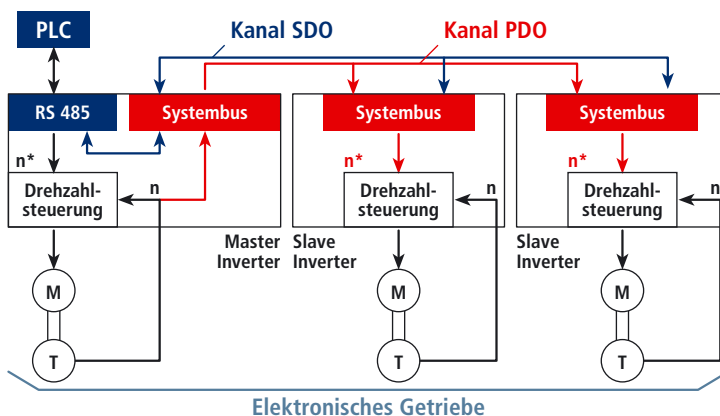 PLC
Kanal SDO
Kanal PDO
RS 485
Systembus
Systembus
Systembus
n*
n
n*
n
n*
n
Drehzahl-
steuerung
Drehzahl-
steuerung
Drehzahl-
steuerung
Master
Inverter
Slave
Inverter
Slave
Inverter
M
M
M
T
T
T
Elektronisches Getriebe